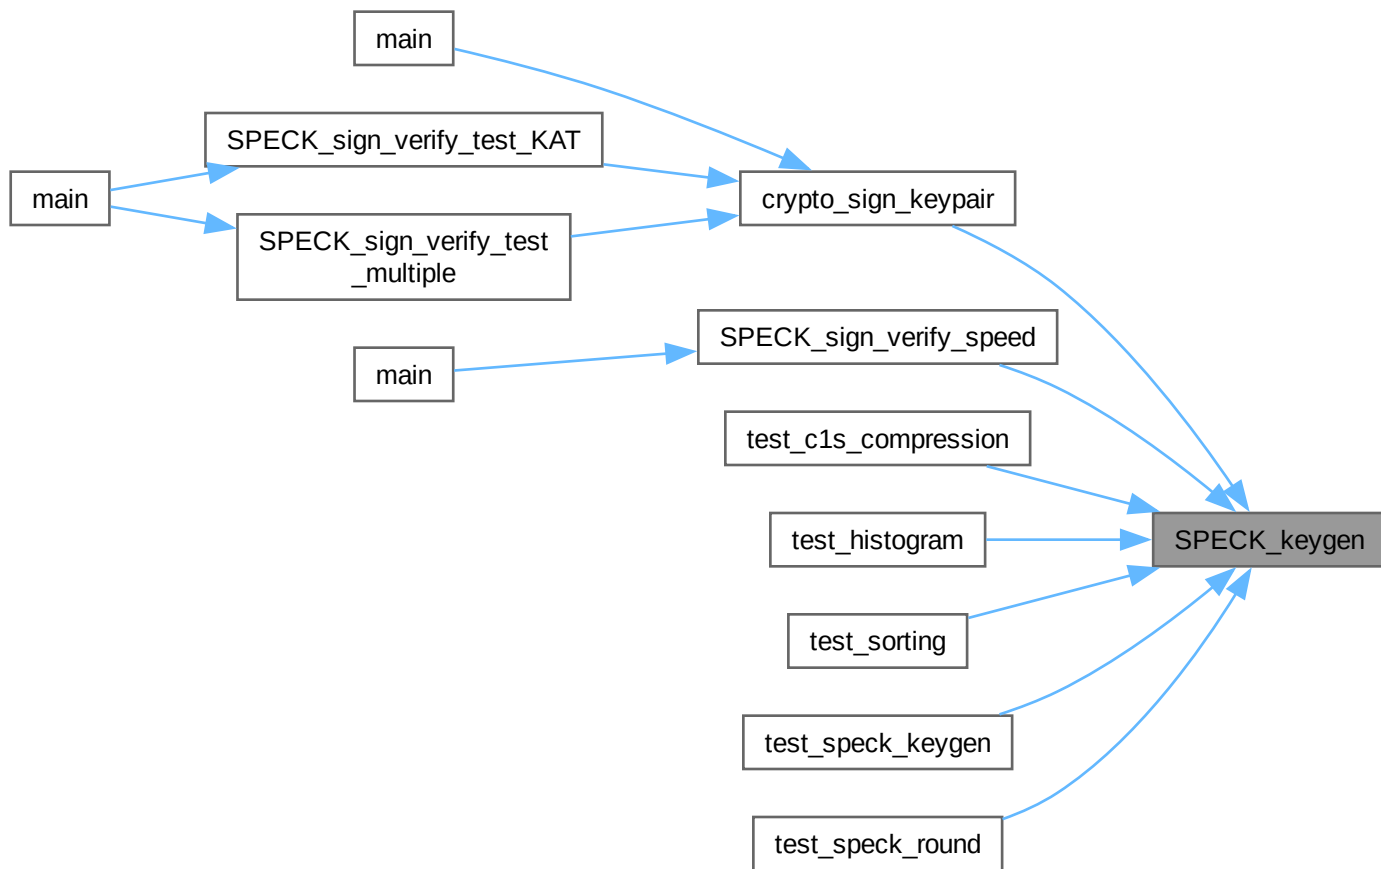 main
SPECK_sign_verify_test_KAT
main
crypto_sign_keypair
SPECK_sign_verify_test
_multiple
SPECK_sign_verify_speed
main
test_c1s_compression
test_histogram
SPECK_keygen
test_sorting
test_speck_keygen
test_speck_round